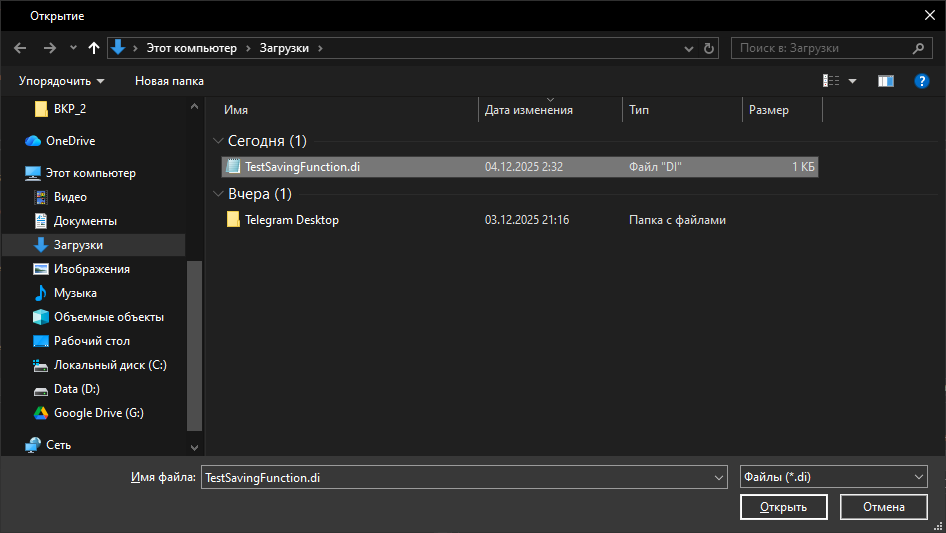 Открытие
Этот компьютер > Загрузки >
Поиск в: Загрузки
Упорядочить
Новая папка
?
ВКР_2
OneDrive
Этот компьютер
Видео
Документы
Загрузки
Изображения
Музыка
Объемные объекты
Рабочий стол
Локальный диск (C:)
Data (D:)
Google Drive (G:)
Сеть
Имя Дата изменения Тип Размер
Сегодня (1)
TestSavingFunction.di 04.12.2025 2:32 Файл "DI" 1 КБ
Вчера (1)
Telegram Desktop 03.12.2025 21:16 Папка с файлами
Имя файла: TestSavingFunction.di Файлы (*.di)
Открыть Отмена